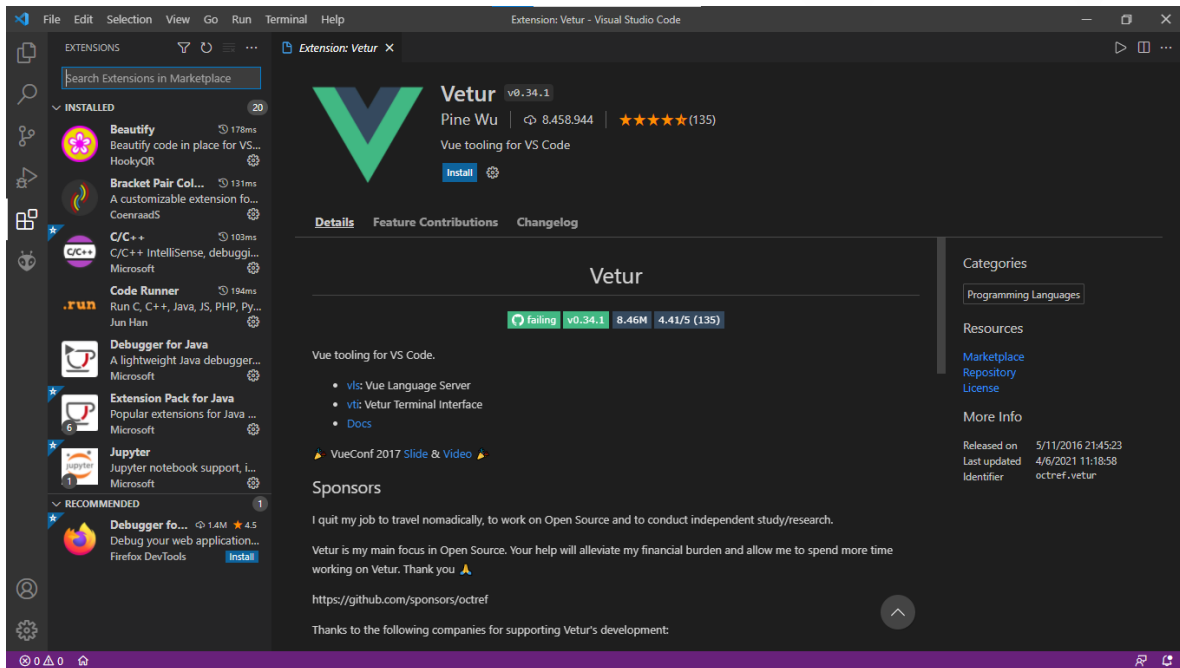 File Edit Selection View Go Run Terminal Help
Extension: Vetur - Visual Studio Code
EXTENSIONS
Search Extensions in Marketplace
INSTALLED 20
Beautify 178ms
Beautify code in place for VS...
HookyQR
Bracket Pair Col... 131ms
A customizable extension fo...
CoenraadS
C/C++
C/C++ 103ms
C/C++ IntelliSense, debuggi...
Microsoft
.run
Code Runner 194ms
Run C, C++, Java, JS, PHP, Py...
Jun Han
Debugger for Java
A lightweight Java debugger...
Microsoft
6
Extension Pack for Java
Popular extensions for Java ...
Microsoft
jupyter
1
Jupyter
Jupyter notebook support, i...
Microsoft
RECOMMENDED 1
Debugger fo... 1.4M 4.5
Debug your web application...
Firefox DevTools Install
Extension: Vetur
Vetur v0.34.1
Pine Wu 8.458.944 (135)
Vue tooling for VS Code
Install
Details Feature Contributions Changelog
Vetur
failing v0.34.1 8.46M 4.41/5 (135)
Vue tooling for VS Code.
• vls: Vue Language Server
• vti: Vetur Terminal Interface
• Docs
🎉 VueConf 2017 Slide & Video 🎉
Sponsors
I quit my job to travel nomadically, to work on Open Source and to conduct independent study/research.
Vetur is my main focus in Open Source. Your help will alleviate my financial burden and allow me to spend more time
working on Vetur. Thank you 🙏
https://github.com/sponsors/octref
Thanks to the following companies for supporting Vetur's development:
Categories
Programming Languages
Resources
Marketplace
Repository
License
More Info
Released on 5/11/2016 21:45:23
Last updated 4/6/2021 11:18:58
Identifier octref.vetur
0 0